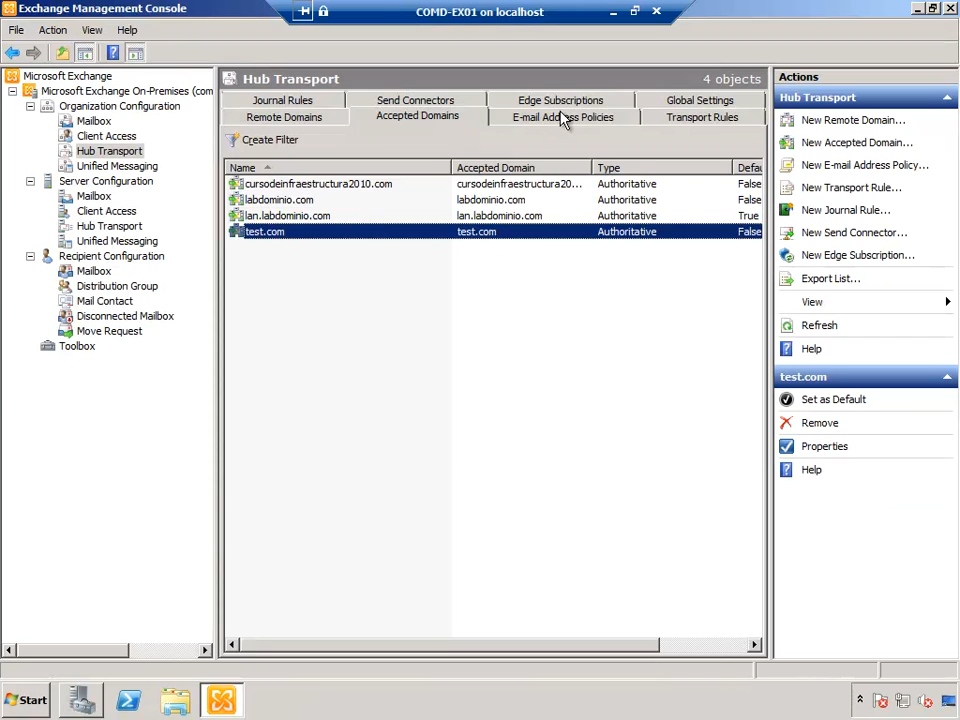 Exchange Management Console
COMD-EX01 on localhost
File Action View Help
Microsoft Exchange
Microsoft Exchange On-Premises (com
Organization Configuration
Mailbox
Client Access
Hub Transport
Unified Messaging
Server Configuration
Mailbox
Client Access
Hub Transport
Unified Messaging
Recipient Configuration
Mailbox
Distribution Group
Mail Contact
Disconnected Mailbox
Move Request
Toolbox
Hub Transport 4 objects
Journal Rules Send Connectors Edge Subscriptions Global Settings
Remote Domains Accepted Domains E-mail Address Policies Transport Rules
Create Filter
Name Accepted Domain Type Defau
cursodeinfraestructura2010.com cursodeinfraestructura20... Authoritative False
labdominio.com labdominio.com Authoritative False
lan.labdominio.com lan.labdominio.com Authoritative True
test.com test.com Authoritative False
Actions
Hub Transport
New Remote Domain...
New Accepted Domain...
New E-mail Address Policy...
New Transport Rule...
New Journal Rule...
New Send Connector...
New Edge Subscription...
Export List...
View
Refresh
Help
test.com
Set as Default
Remove
Properties
Help
Start